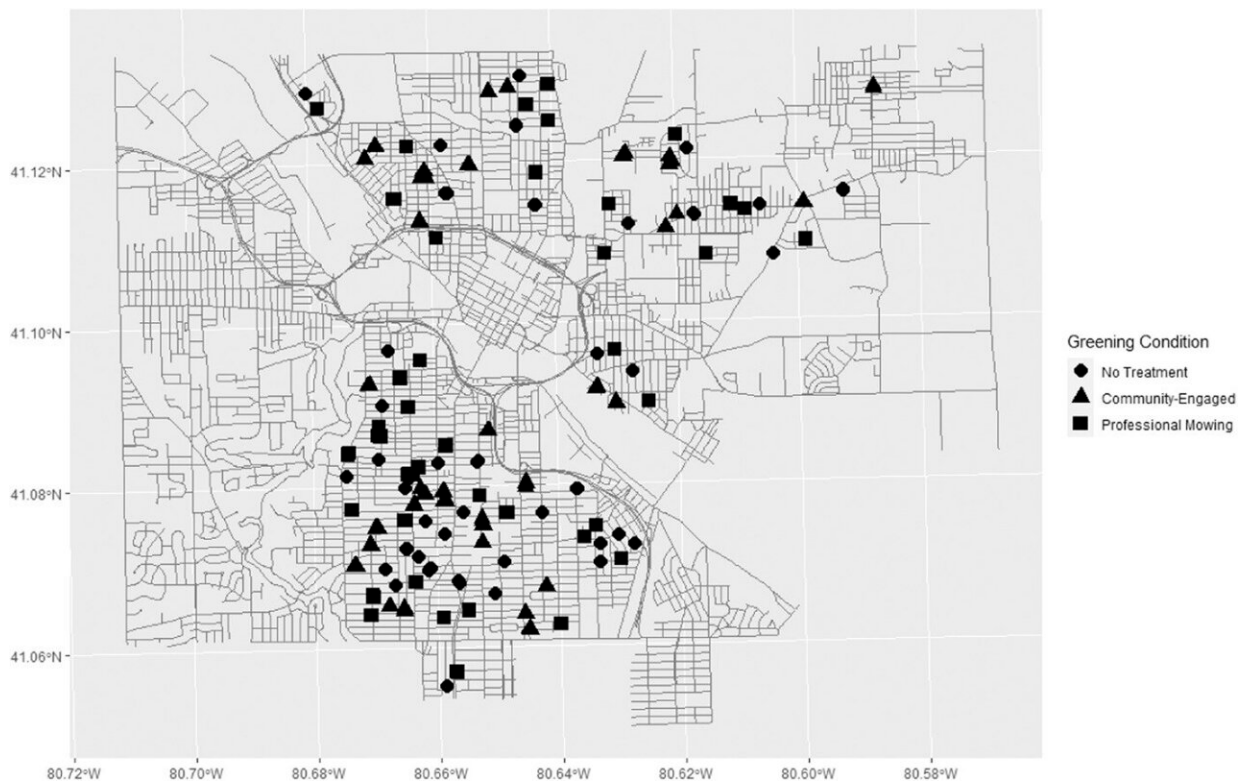 41.12°N
41.10°N
41.08°N
41.06°N
80.72°W 80.70°W 80.68°W 80.66°W 80.64°W 80.62°W 80.60°W 80.58°W
Greening Condition
No Treatment
Community-Engaged
Professional Mowing